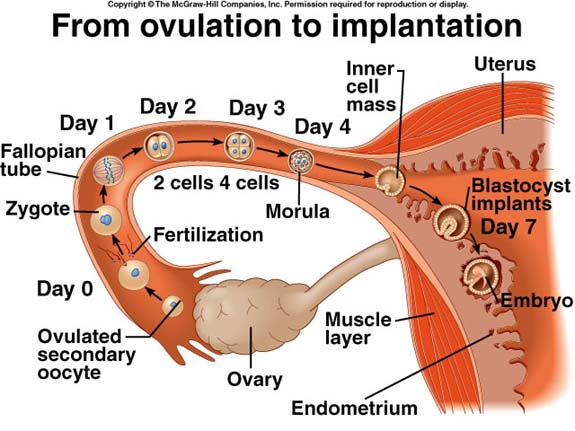 Copyright © The McGraw-Hill Companies, Inc. Permission required for reproduction or display.
From ovulation to implantation
Inner
cell
mass
Uterus
Day 1
Day 2
Day 3
Day 4
Fallopian
tube
2 cells
4 cells
Morula
Blastocyst
implants
Day 7
Zygote
Fertilization
Day 0
Embryo
Ovulated
secondary
oocyte
Ovary
Muscle
layer
Endometrium